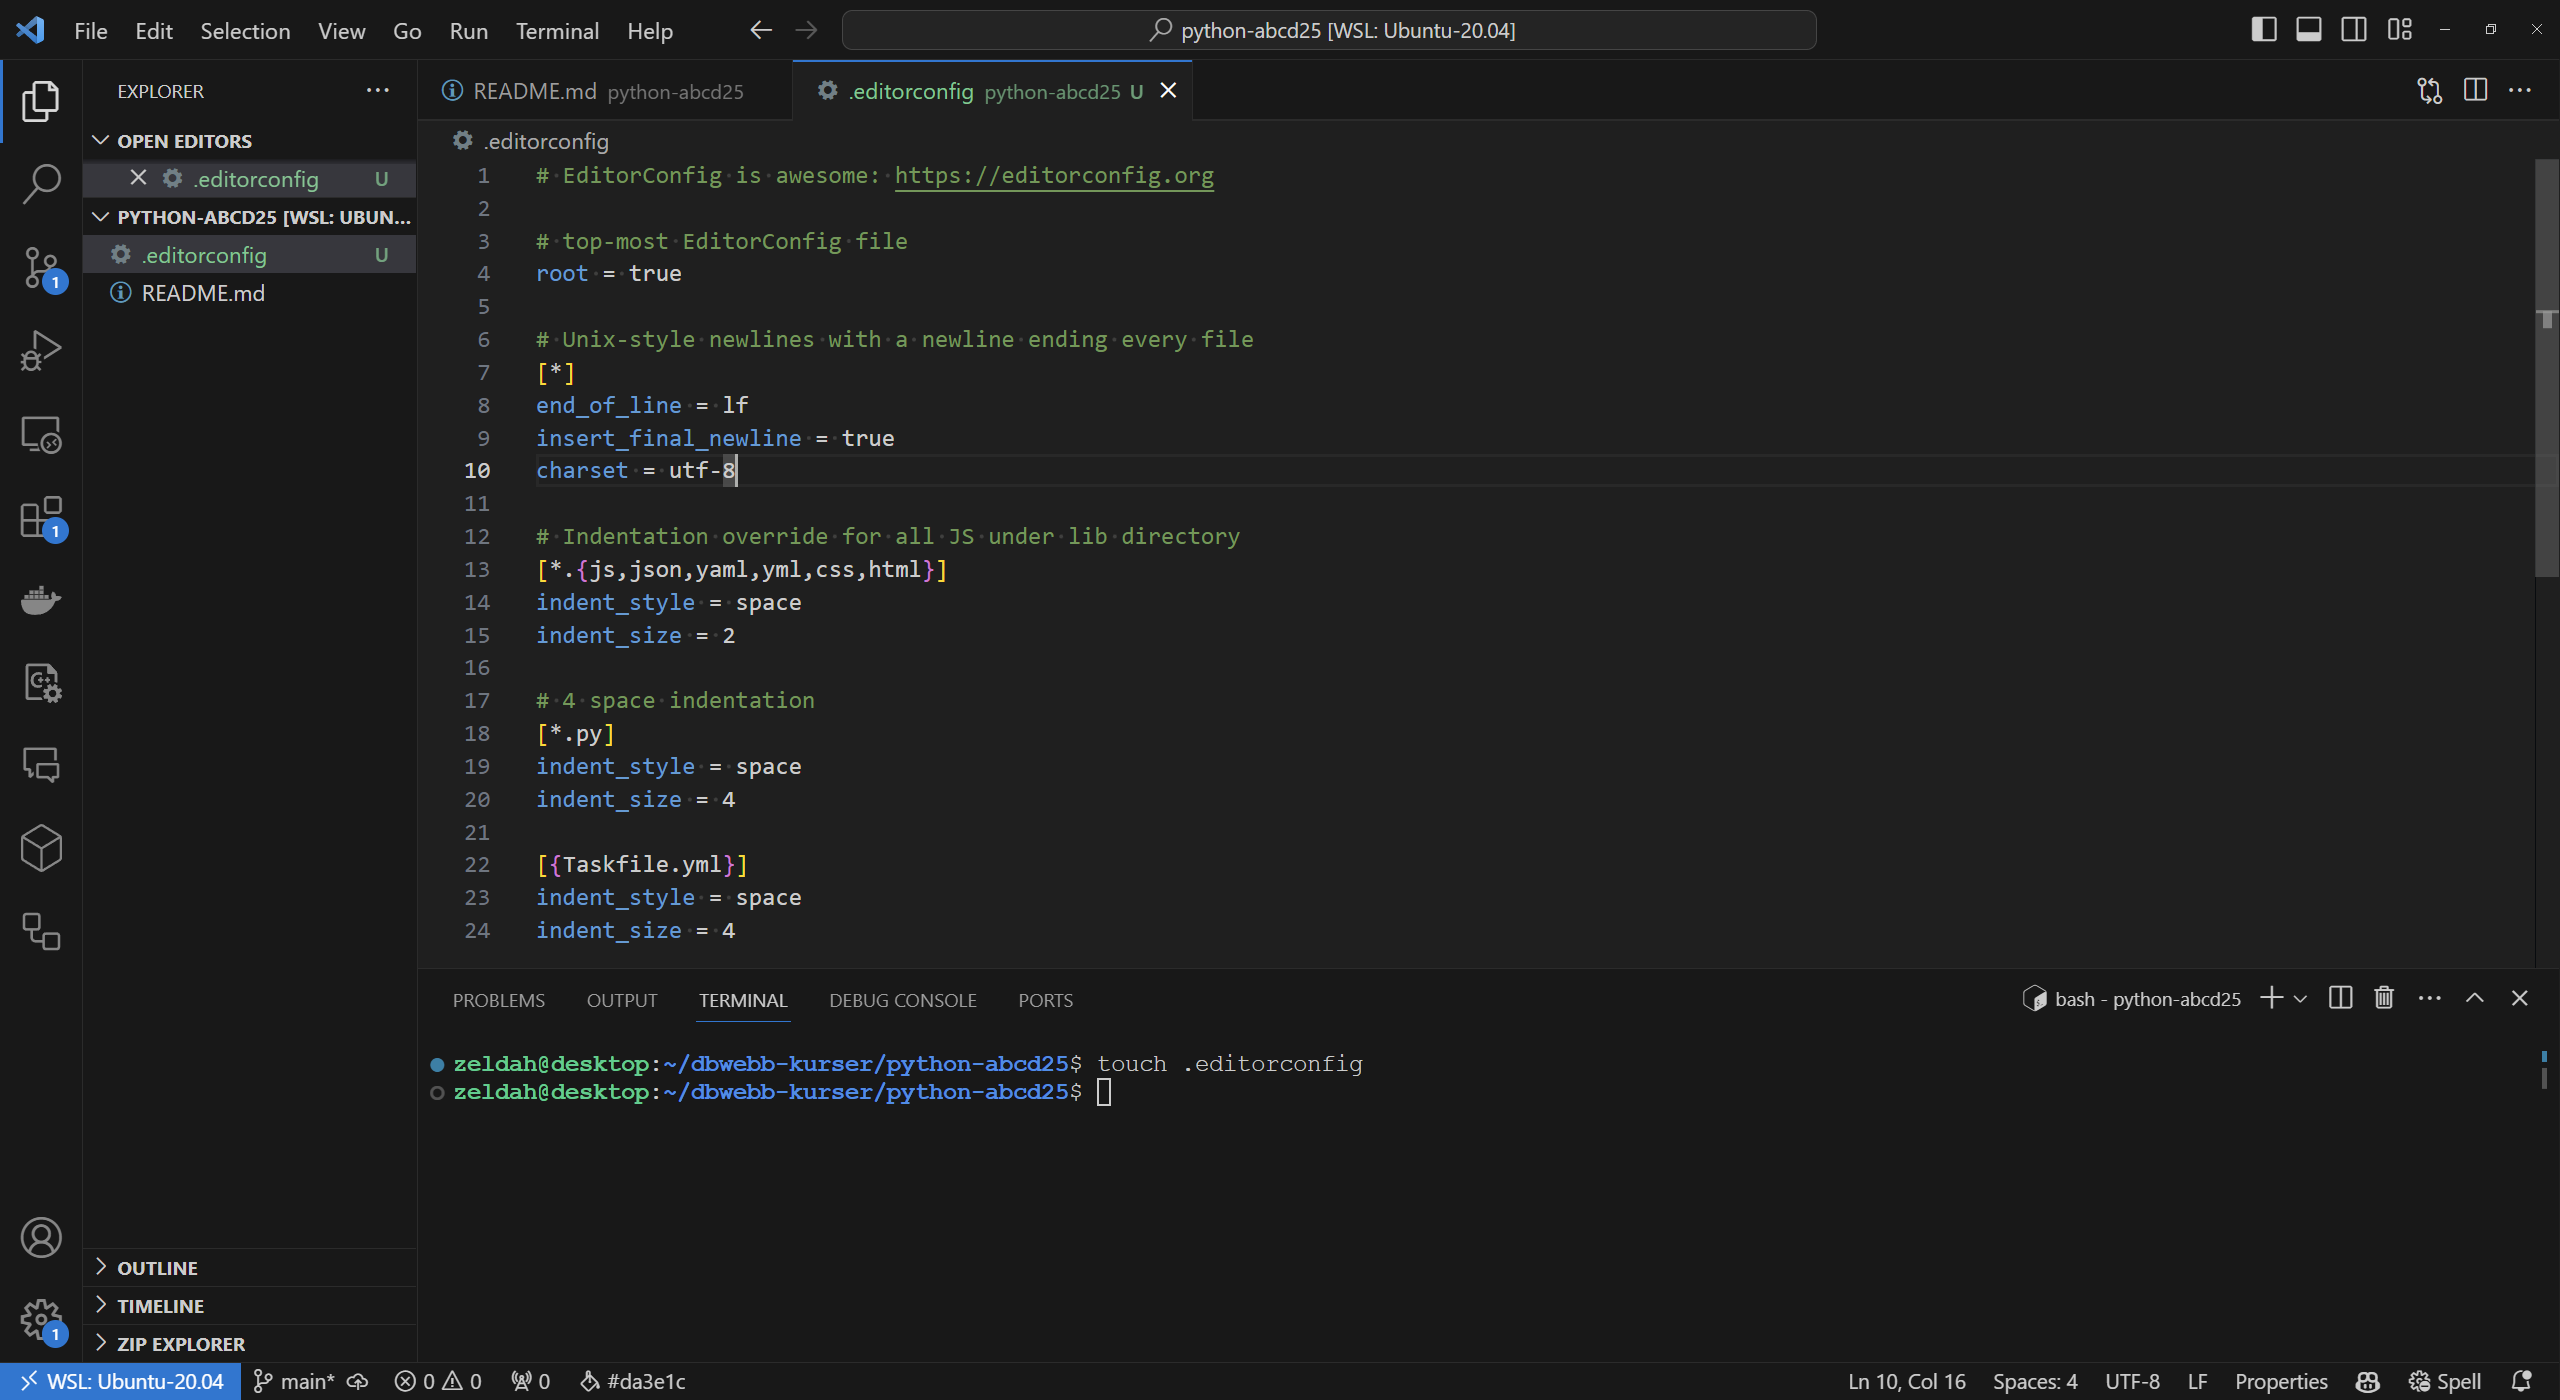 File Edit Selection View Go Run Terminal Help
python-abcd25 [WSL: Ubuntu-20.04]
EXPLORER
OPEN EDITORS
.editorconfig U
PYTHON-ABCD25 [WSL: UBUN...
.editorconfig U
README.md
OUTLINE
TIMELINE
ZIP EXPLORER
1
1
1
README.md python-abcd25
.editorconfig python-abcd25 U
.editorconfig
1 # EditorConfig is awesome: https://editorconfig.org
2
3 # top-most EditorConfig file
4 root = true
5
6 # Unix-style newlines with a newline ending every file
7 [*]
8 end_of_line = lf
9 insert_final_newline = true
10 charset = utf-8
11
12 # Indentation override for all JS under lib directory
13 [*.{js,json,yaml,yml,css,html}]
14 indent_style = space
15 indent_size = 2
16
17 # 4 space indentation
18 [*.py]
19 indent_style = space
20 indent_size = 4
21
22 [{Taskfile.yml}]
23 indent_style = space
24 indent_size = 4
PROBLEMS OUTPUT TERMINAL DEBUG CONSOLE PORTS
bash - python-abcd25
zeldah@desktop:~/dbwebb-kurser/python-abcd25$ touch .editorconfig
zeldah@desktop:~/dbwebb-kurser/python-abcd25$
WSL: Ubuntu-20.04 main* 0 0 0 #da3e1c
Ln 10, Col 16 Spaces: 4 UTF-8 LF Properties Spell